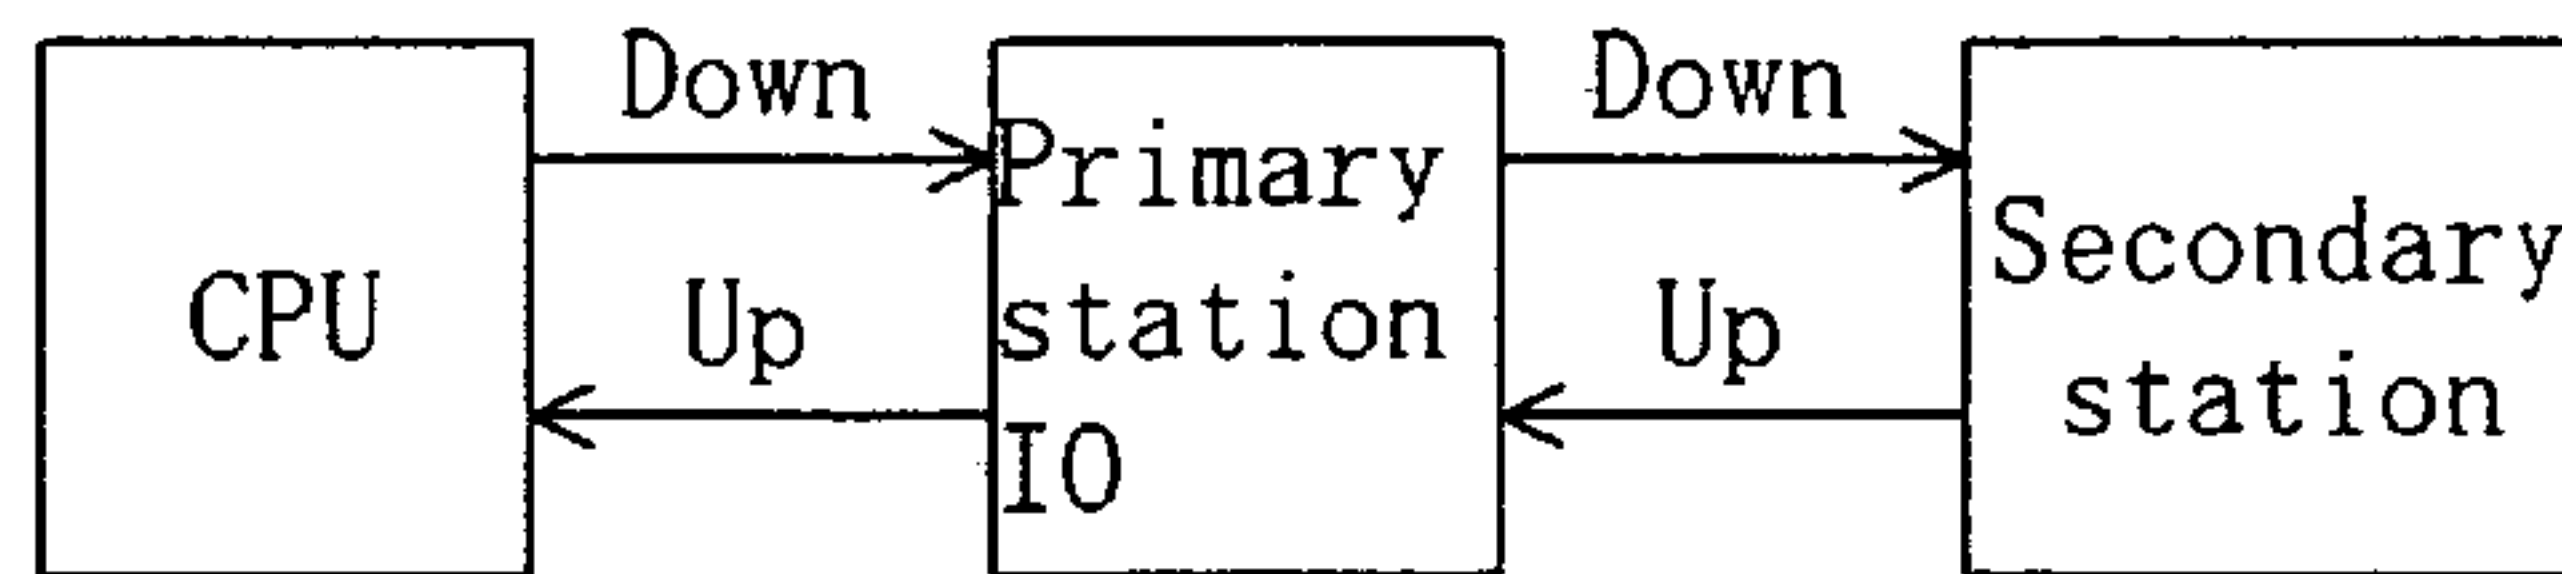 Down
Down
CPU
Up
Primary
station
IO
Up
Secondary
station